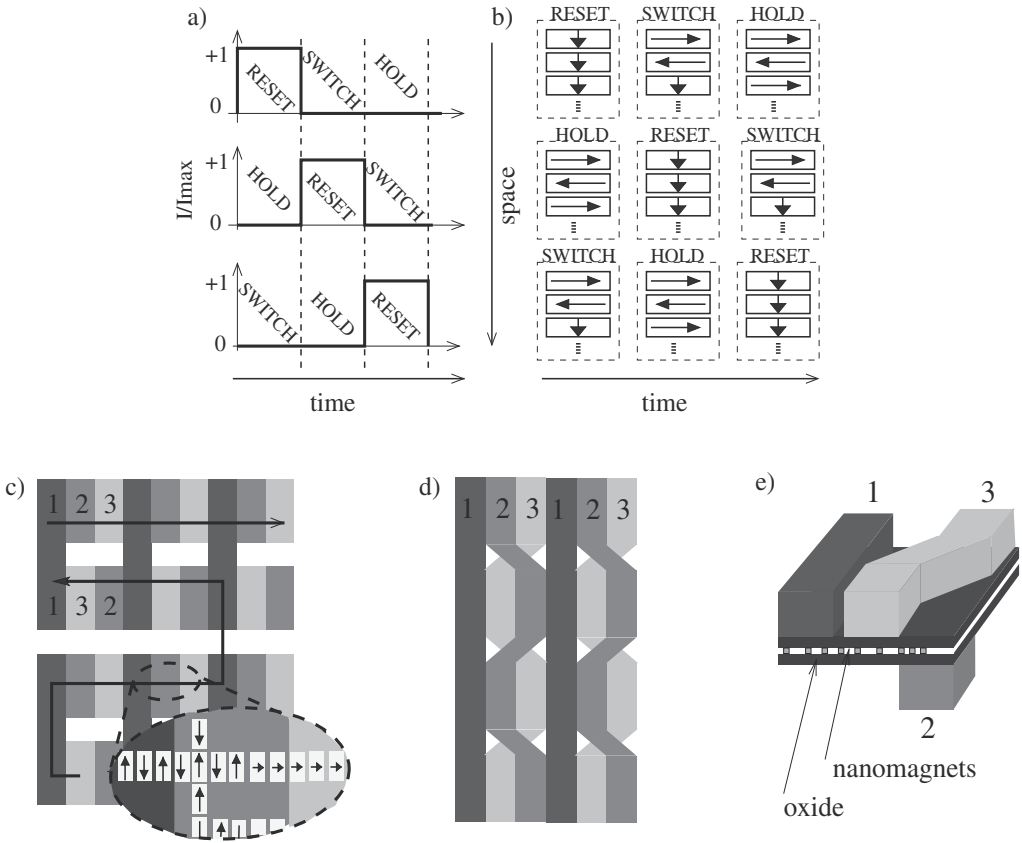 a)
+1
0
RESET
SWITCH
HOLD
I/Imax
+1
0
HOLD
RESET
SWITCH
+1
0
SWITCH
HOLD
RESET
time
b)
space
RESET SWITCH HOLD
HOLD RESET SWITCH
SWITCH HOLD RESET
time
c)
1 2 3
1 3 2
d)
1 2 3 1 2 3
e)
1 3
2
nanomagnets
oxide